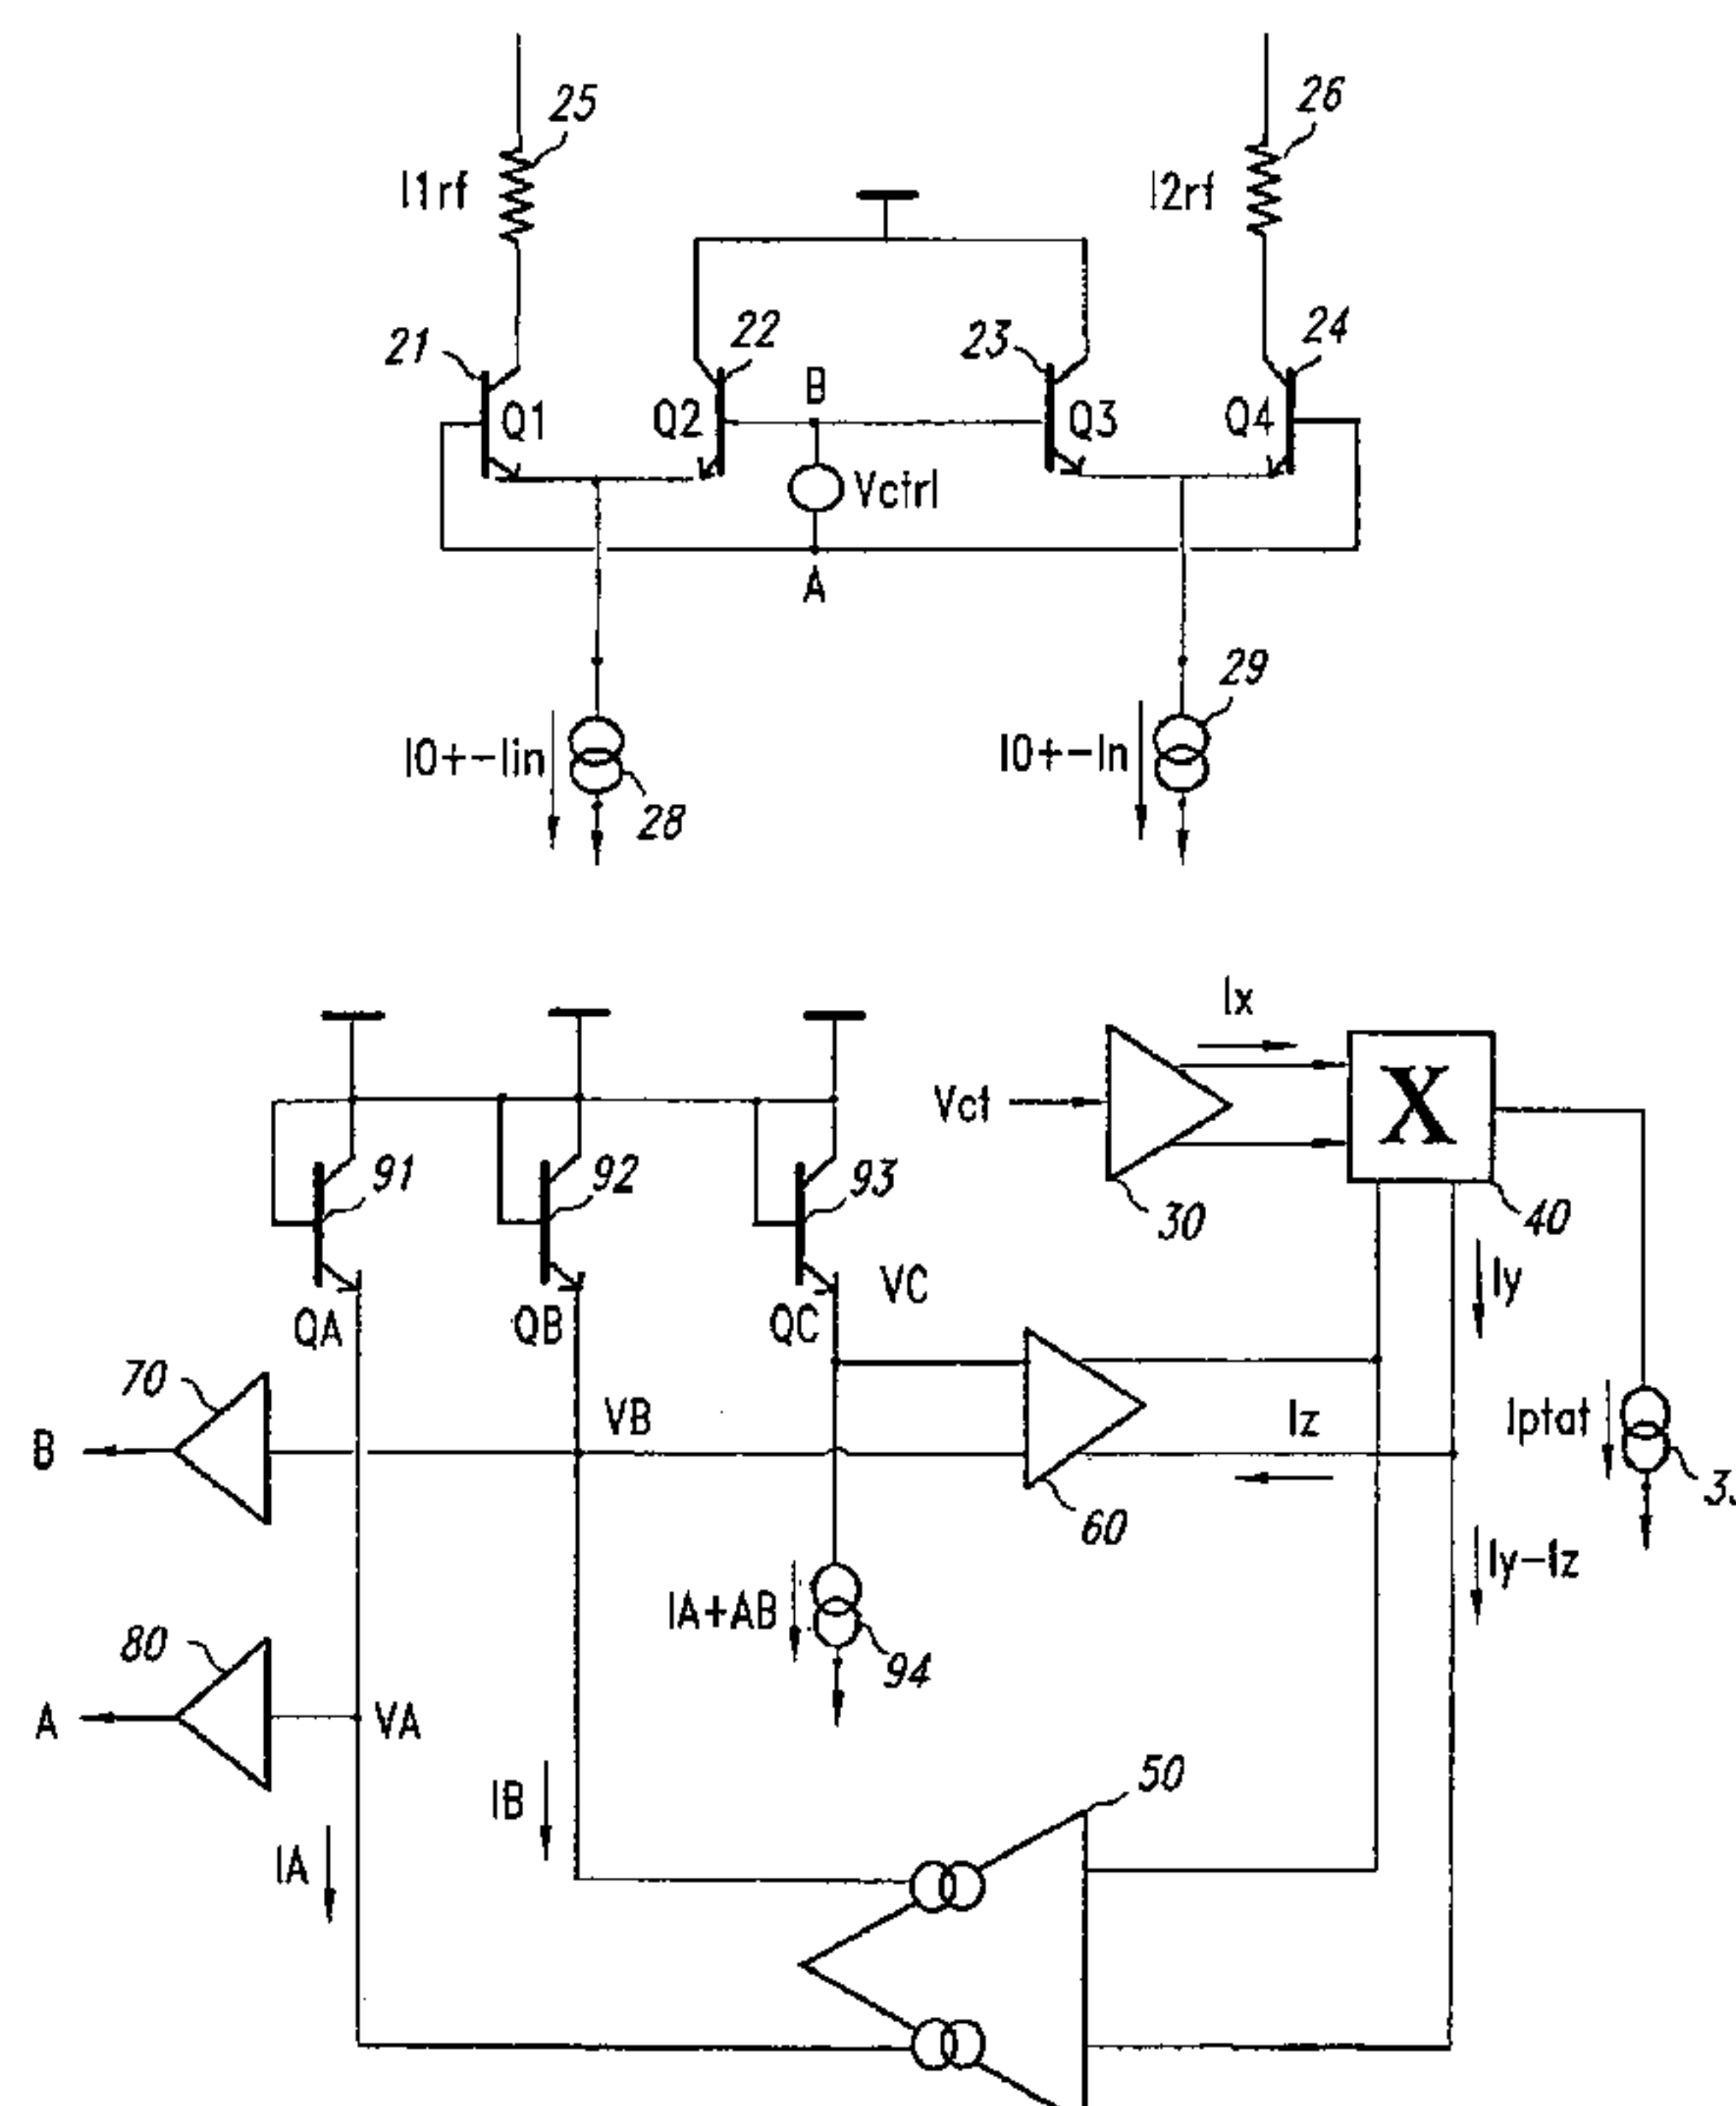 25
26
I1rf
I2rf
21
22
23
24
B
Q1
Q2
Q3
Q4
Vctrl
A
29
I0+-Iin
I0+-In
28
Ix
Vct
X
91
92
93
30
40
VC
Iy
QA
QB
QC
70
VB
Iz
Iptat
B
60
Iy-Iz
IA+AB
80
94
A
VA
50
IB
IA